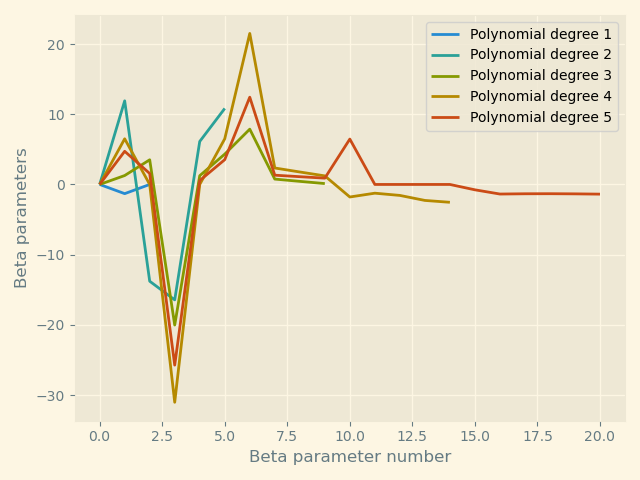 Polynomial degree 1
Polynomial degree 2
Polynomial degree 3
Polynomial degree 4
Polynomial degree 5
20
10
0
−10
−20
−30
Beta parameters
0.0 2.5 5.0 7.5 10.0 12.5 15.0 17.5 20.0
Beta parameter number